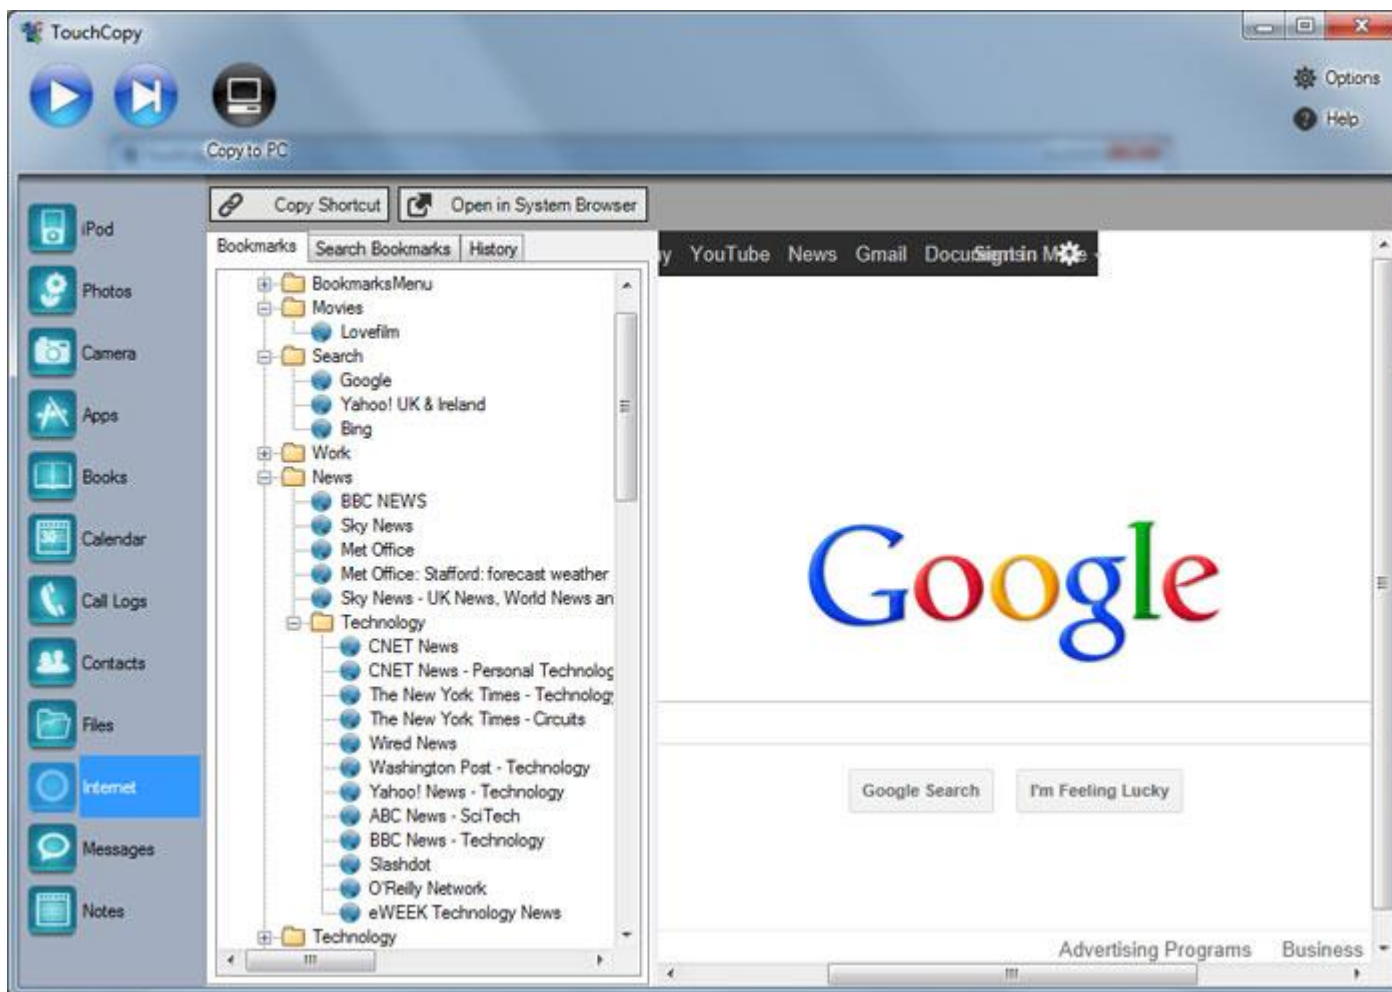 TouchCopy
Options
Help
Copy to PC
iPod
Photos
Camera
Apps
Books
Calendar
Call Logs
Contacts
Files
Internet
Messages
Notes
Copy Shortcut
Open in System Browser
Bookmarks
Search Bookmarks
History
BookmarksMenu
Movies
Lovefilm
Search
Google
Yahoo! UK & Ireland
Bing
Work
News
BBC NEWS
Sky News
Met Office
Met Office: Stafford: forecast weather
Sky News - UK News, World News an
Technology
CNET News
CNET News - Personal Technolog
The New York Times - Technology
The New York Times - Circuits
Wired News
Washington Post - Technology
Yahoo! News - Technology
ABC News - SciTech
BBC News - Technology
Slashdot
O'Reilly Network
eWEEK Technology News
Technology
y YouTube News Gmail Documents Sign in
Google
Google Search
I'm Feeling Lucky
Advertising Programs Business